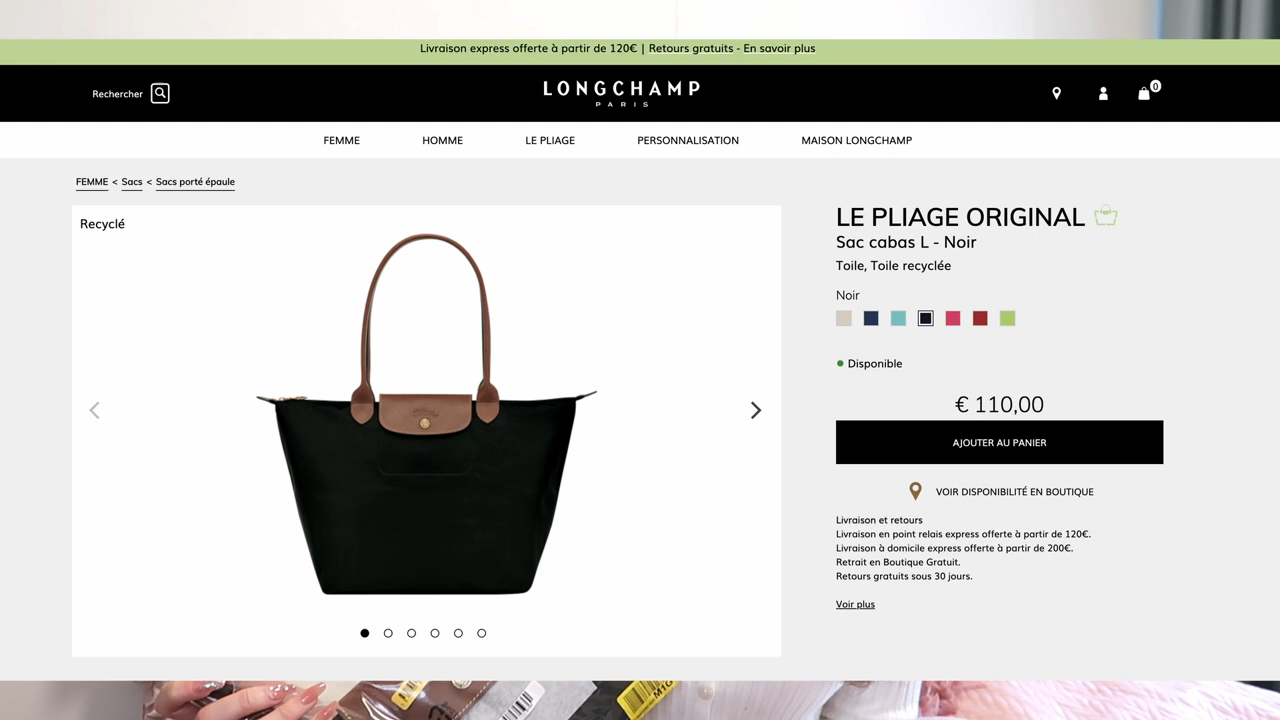 Livraison express offerte à partir de 120€ | Retours gratuits - En savoir plus
Rechercher
LONGCHAMP
PARIS
0
FEMME HOMME LE PLIAGE PERSONNALISATION MAISON LONGCHAMP
FEMME < Sacs < Sacs porté épaule
Recyclé
LE PLIAGE ORIGINAL
Sac cabas L - Noir
Toile, Toile recyclée
Noir
Disponible
€ 110,00
AJOUTER AU PANIER
VOIR DISPONIBILITÉ EN BOUTIQUE
Livraison et retours
Livraison en point relais express offerte à partir de 120€.
Livraison à domicile express offerte à partir de 200€.
Retrait en Boutique Gratuit.
Retours gratuits sous 30 jours.
Voir plus